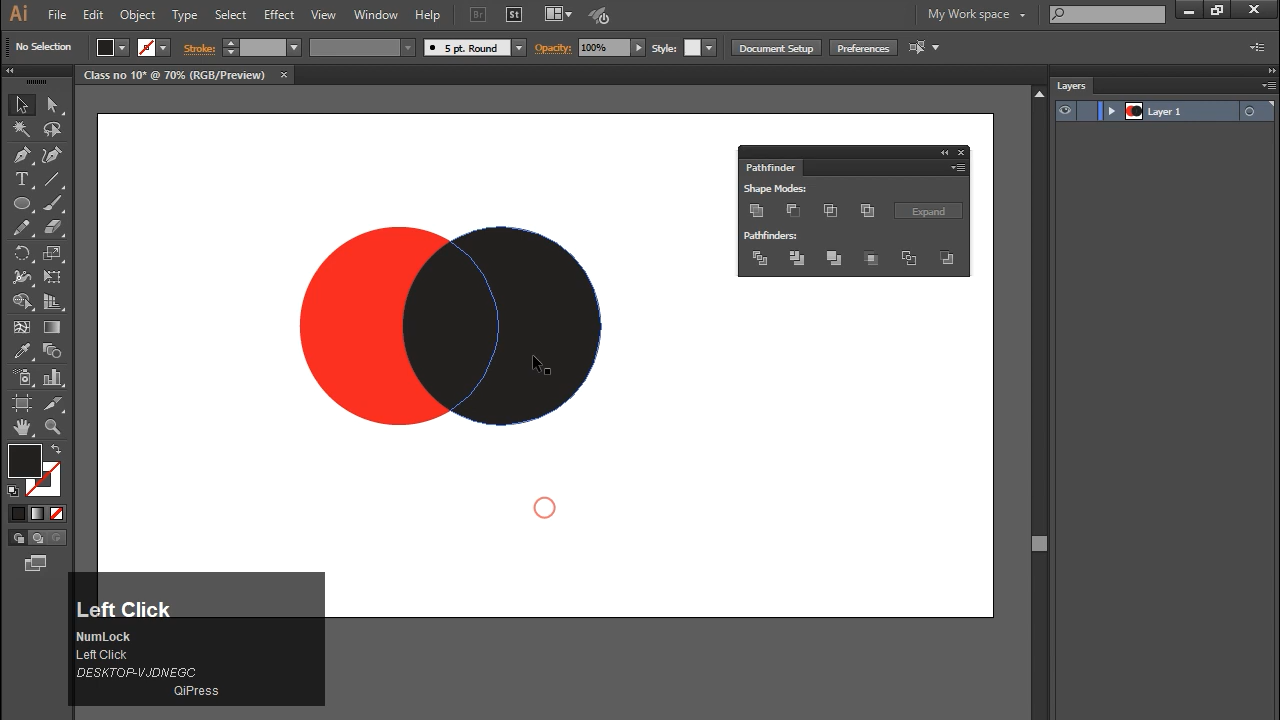 Ai File Edit Object Type Select Effect View Window Help Br St My Work space
No Selection Stroke: 5 pt. Round Opacity: 100% Style: Document Setup Preferences
Class no 10* @ 70% (RGB/Preview) ×
Layers
Layer 1
Pathfinder
Shape Modes:
Expand
Pathfinders:
T
Left Click
NumLock
Left Click
DESKTOP-VJDNEGC
QiPress